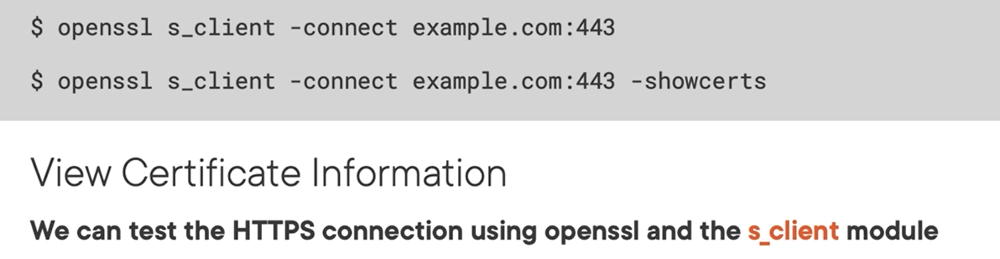 $ openssl s_client -connect example.com:443
$ openssl s_client -connect example.com:443 -showcerts
View Certificate Information
We can test the HTTPS connection using openssl and the s_client module